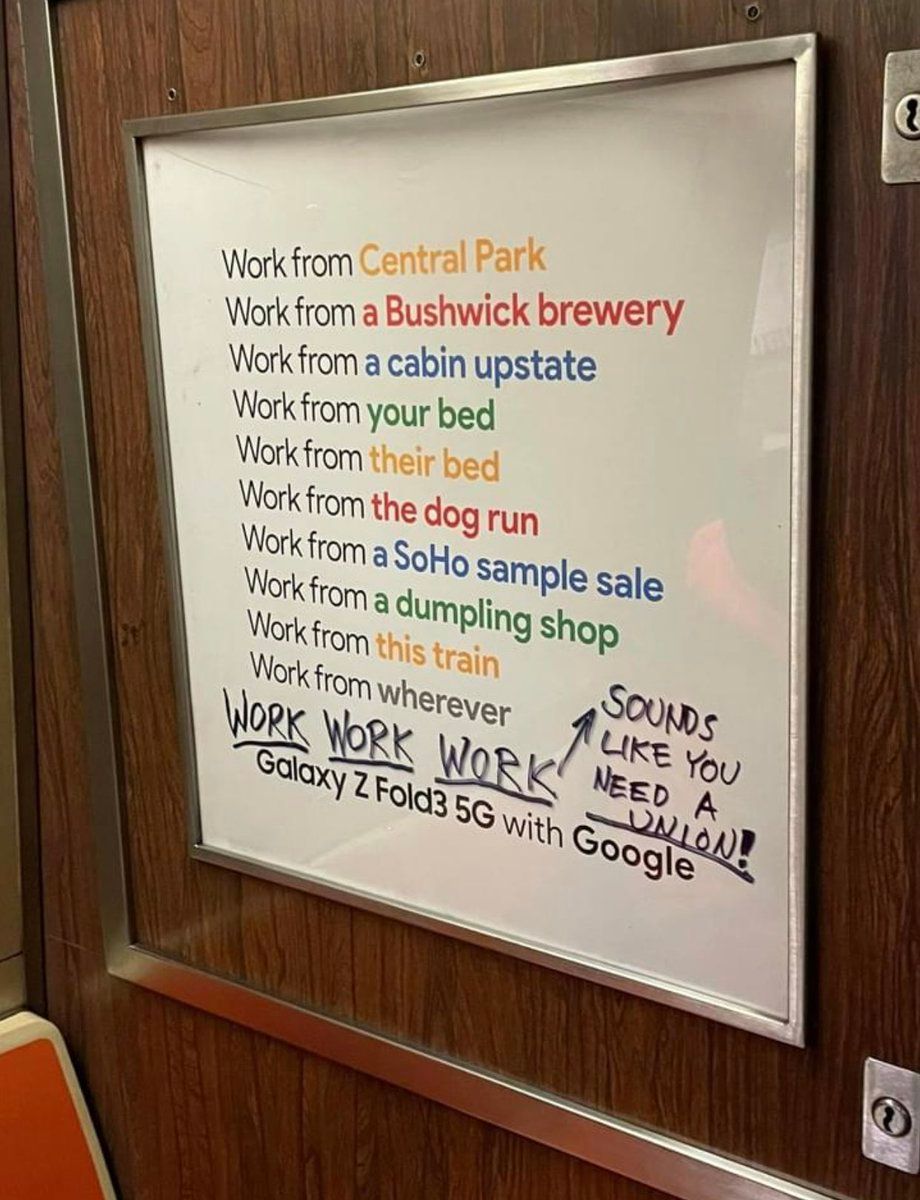 Work from Central Park
Work from a Bushwick brewery
Work from a cabin upstate
Work from your bed
Work from their bed
Work from the dog run
Work from a SoHo sample sale
Work from a dumpling shop
Work from this train
Work from wherever
WORK WORK WORK
SOUNDS
LIKE YOU
NEED A
UNION!
Galaxy Z Fold3 5G with Google